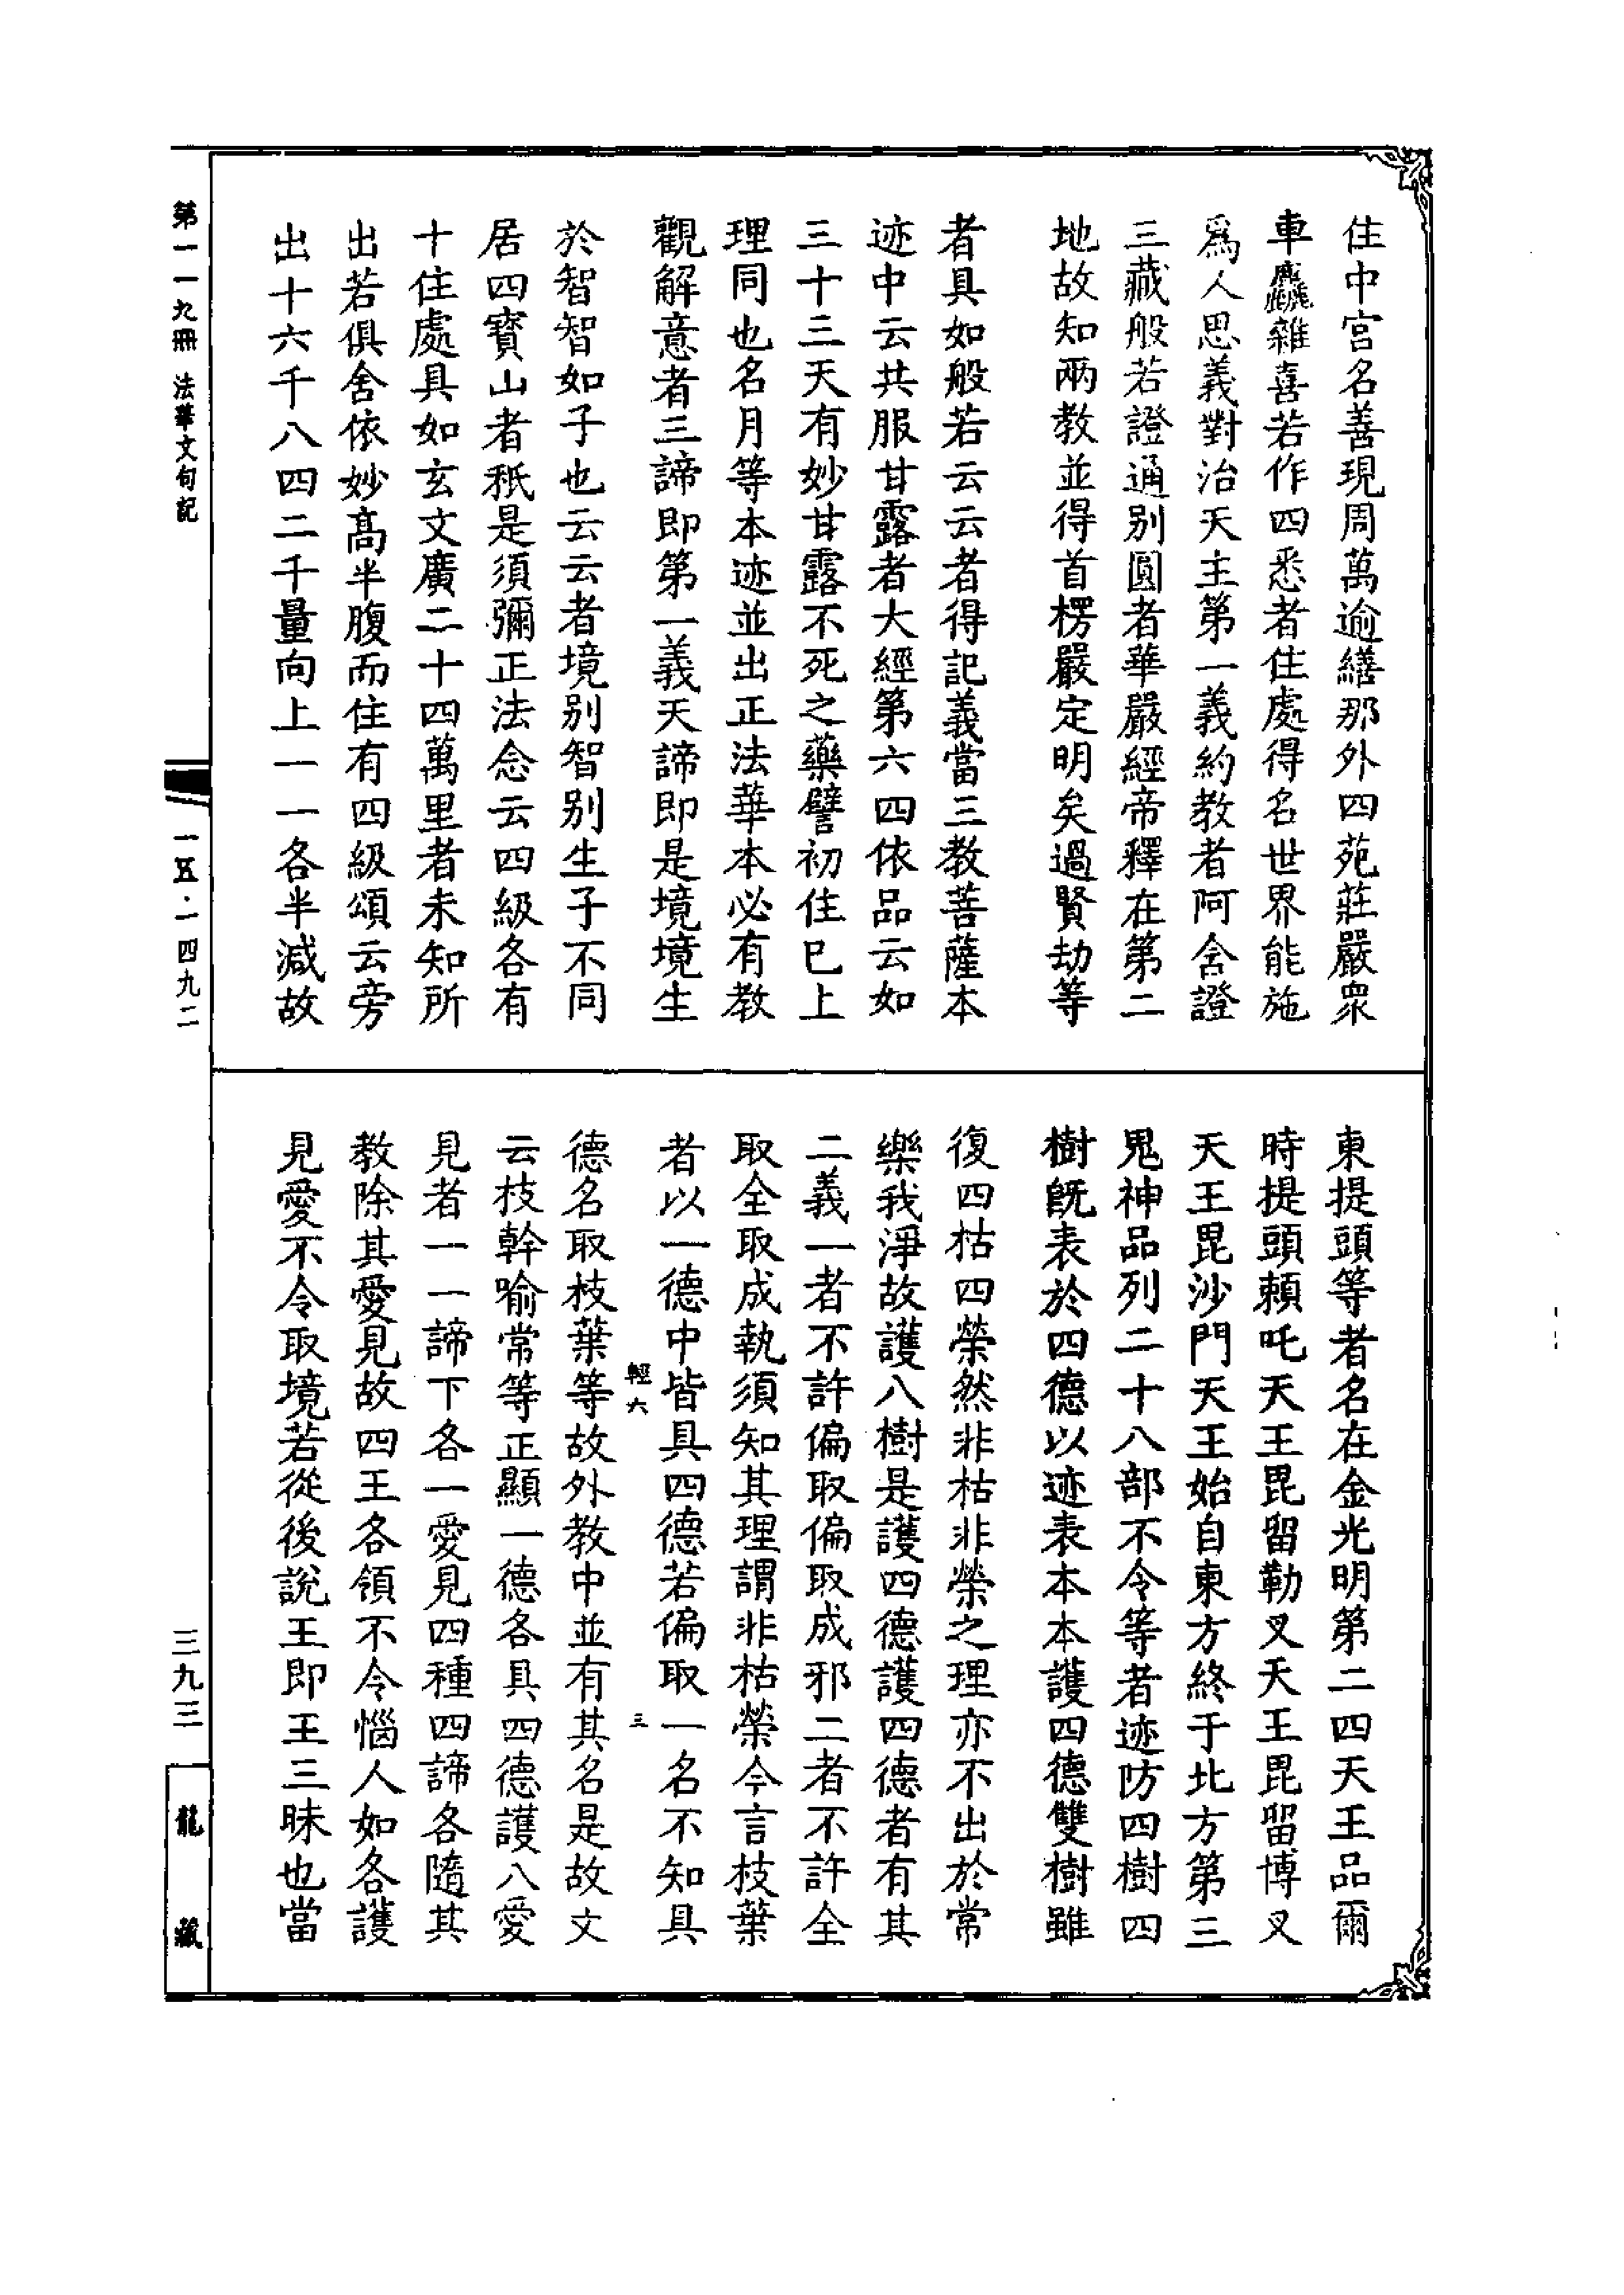 住中宮名善現周萬逾繕那外四苑莊嚴衆
車麤雜喜若作四悉者住處得名世界能施
爲人思義對治天主第一義約教者阿含證
三藏般若證通别圓者華嚴經帝釋在第二
地故知兩教並得首楞嚴定明矣過賢劫等
者具如般若云云者得記義當三教菩薩本
迹中云共服甘露者大經第六四依品云如
三十三天有妙甘露不死之藥譬初住巳上
理同也名月等本迹並出正法華本必有教
觀解意者三諦即第一義天諦即是境境生
於智智如子也云云者境别智别生子不同
居四寳山者秖是須彌正法念云四級各有
十住處具如玄文廣二十四萬里者未知所
出若俱舍依妙髙半腹而住有四級頌云旁
出十六千八四二千量向上一一各半減故
東提頭等者名在金光明第二四天王品爾
時提頭頼吒天王毘留勒叉天王毘留博叉
天王毘沙門天王始自東方終于北方第三
鬼神品列二十八部不令等者迹防四樹四
樹旣表於四德以迹表本本護四德雙樹雖
復四枯四榮然非枯非榮之理亦不出於常
樂我淨故護八樹是護四德護四德者有其
二義一者不許偏取偏取成邪二者不許全
取全取成執須知其理謂非枯榮今言枝葉
者以一德中皆具四德若偏取一名不知具
輕六
三
德名取枝葉等故外教中並有其名是故文
云枝幹喻常等正顯一德各具四德護八愛
見者一一諦下各一愛見四種四諦各隨其
教除其愛見故四王各領不令惱人如各護
見愛不令取境若從後說王即王三昧也當
第一一九冊 法華文句記
一五·一四九二
三九三
龍藏